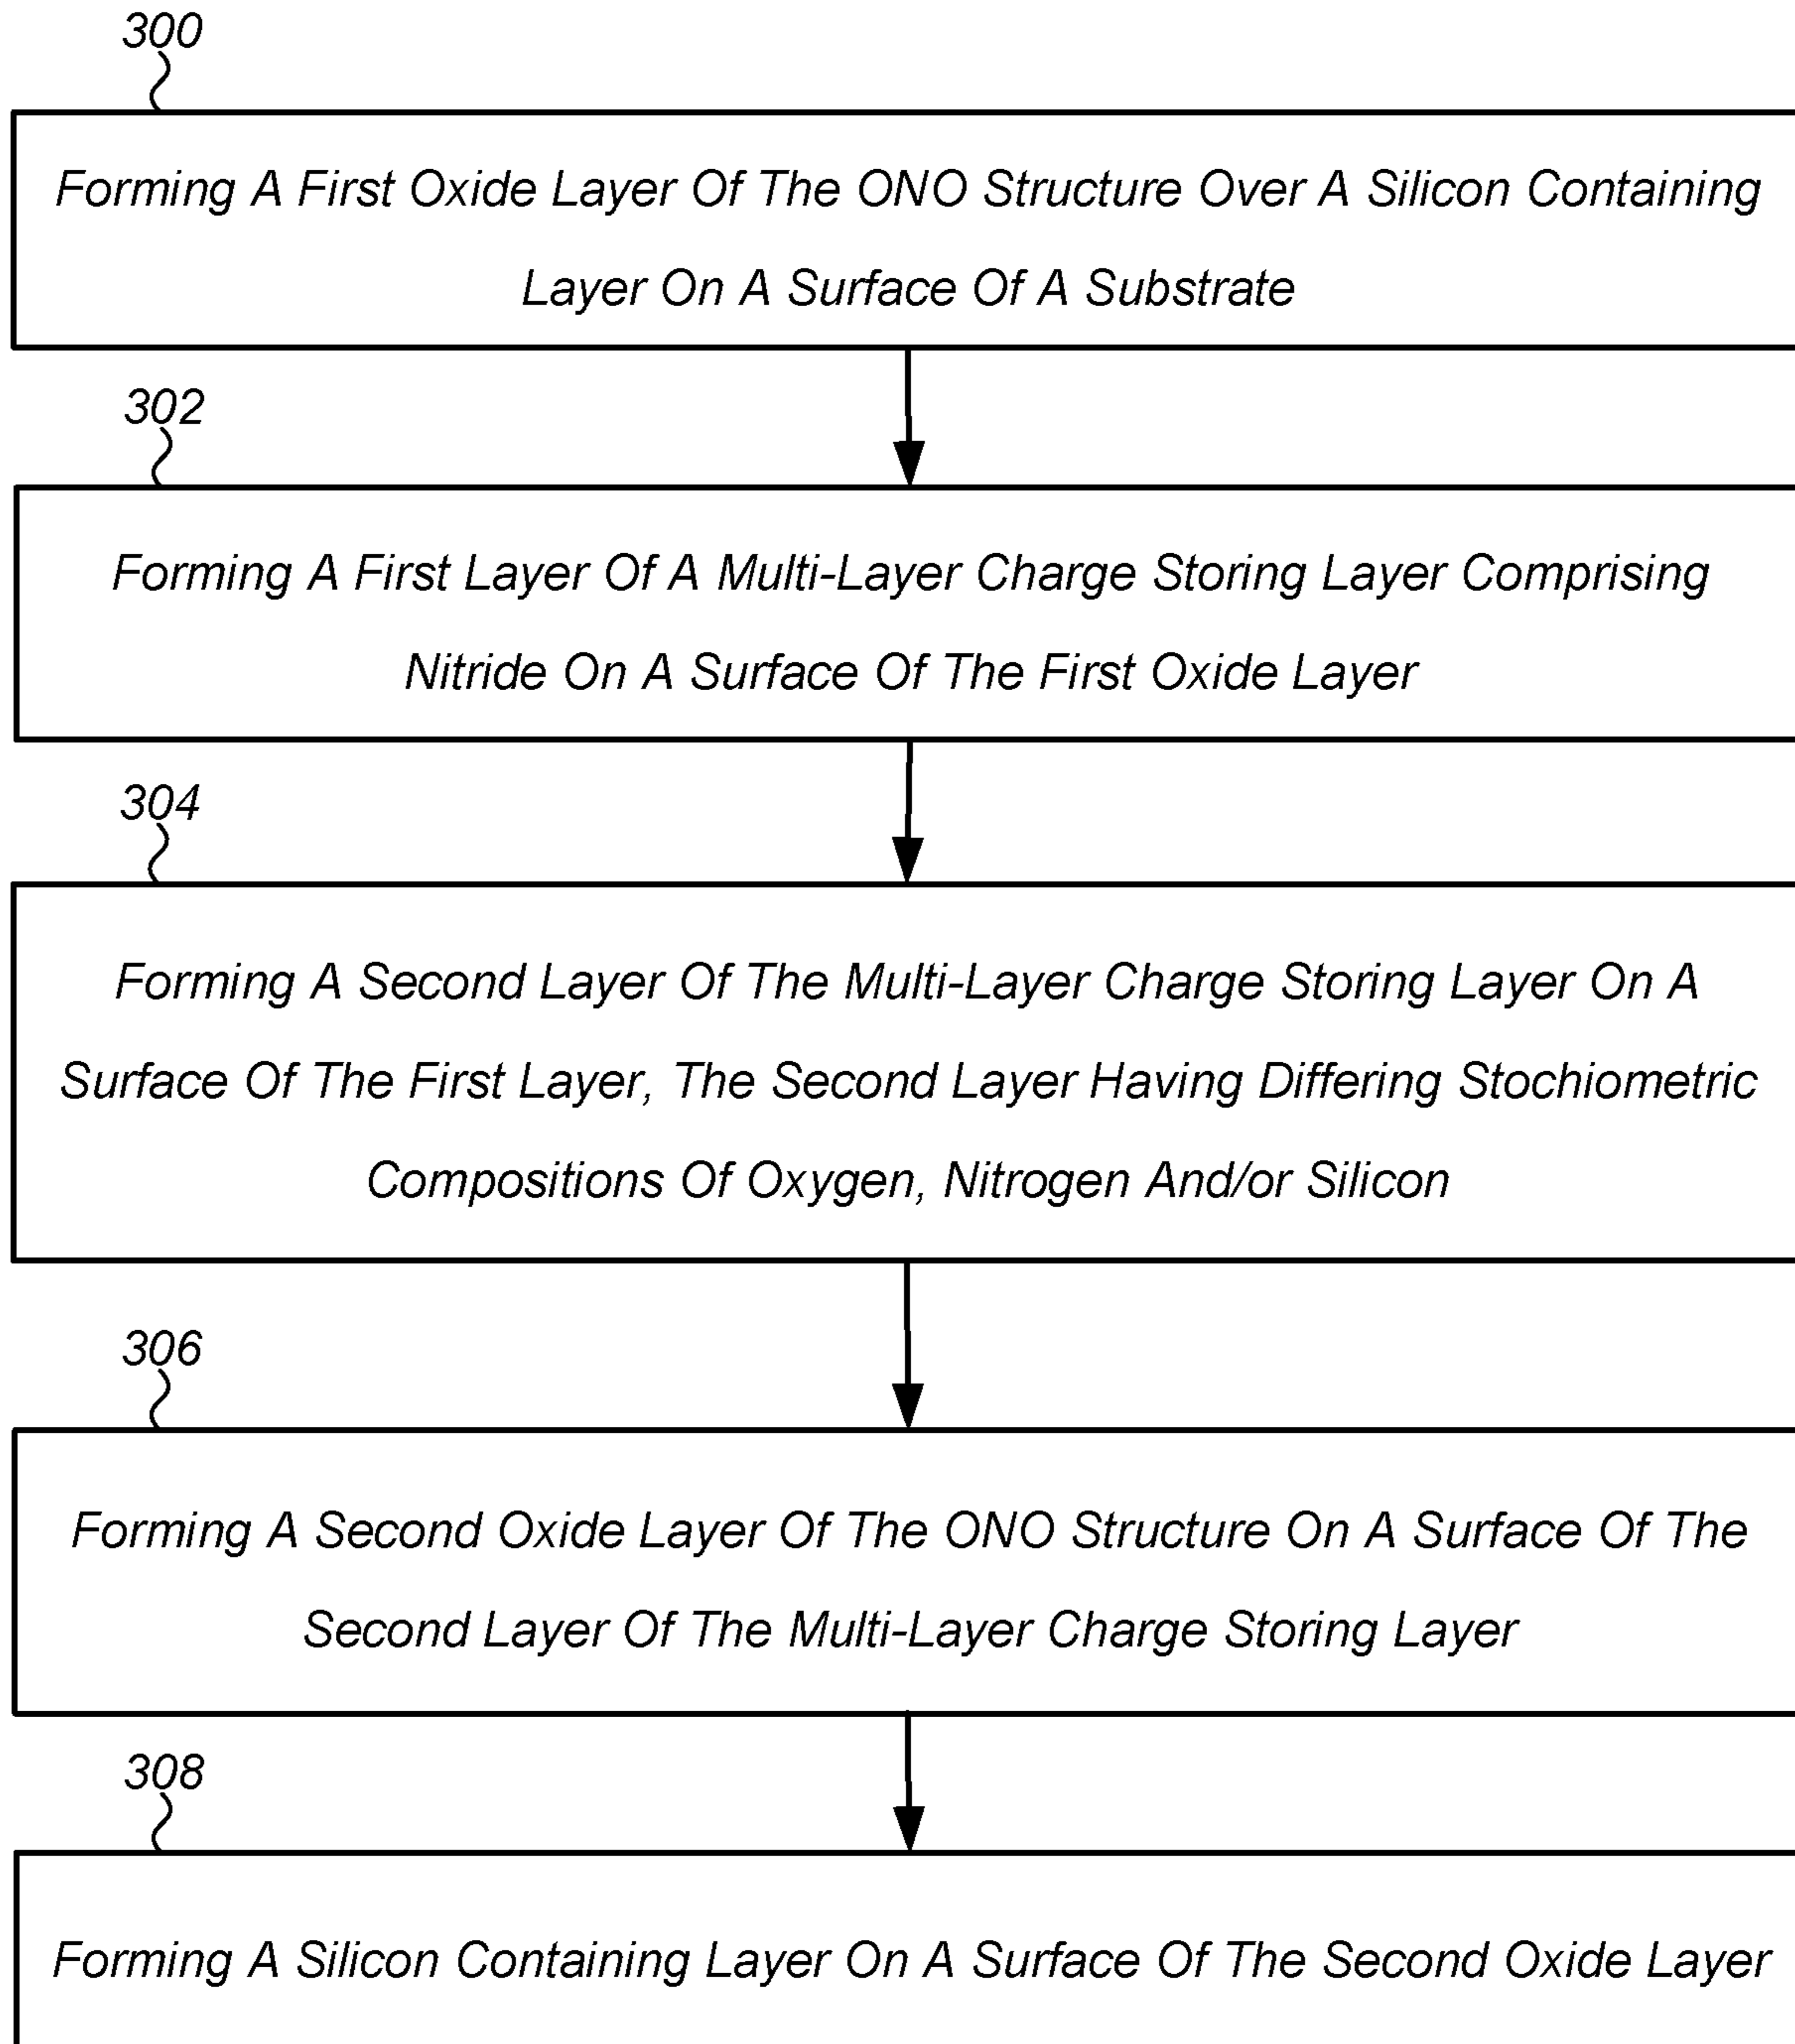 300
Forming A First Oxide Layer Of The ONO Structure Over A Silicon Containing
Layer On A Surface Of A Substrate
302
Forming A First Layer Of A Multi-Layer Charge Storing Layer Comprising
Nitride On A Surface Of The First Oxide Layer
304
Forming A Second Layer Of The Multi-Layer Charge Storing Layer On A
Surface Of The First Layer, The Second Layer Having Differing Stochiometric
Compositions Of Oxygen, Nitrogen And/or Silicon
306
Forming A Second Oxide Layer Of The ONO Structure On A Surface Of The
Second Layer Of The Multi-Layer Charge Storing Layer
308
Forming A Silicon Containing Layer On A Surface Of The Second Oxide Layer